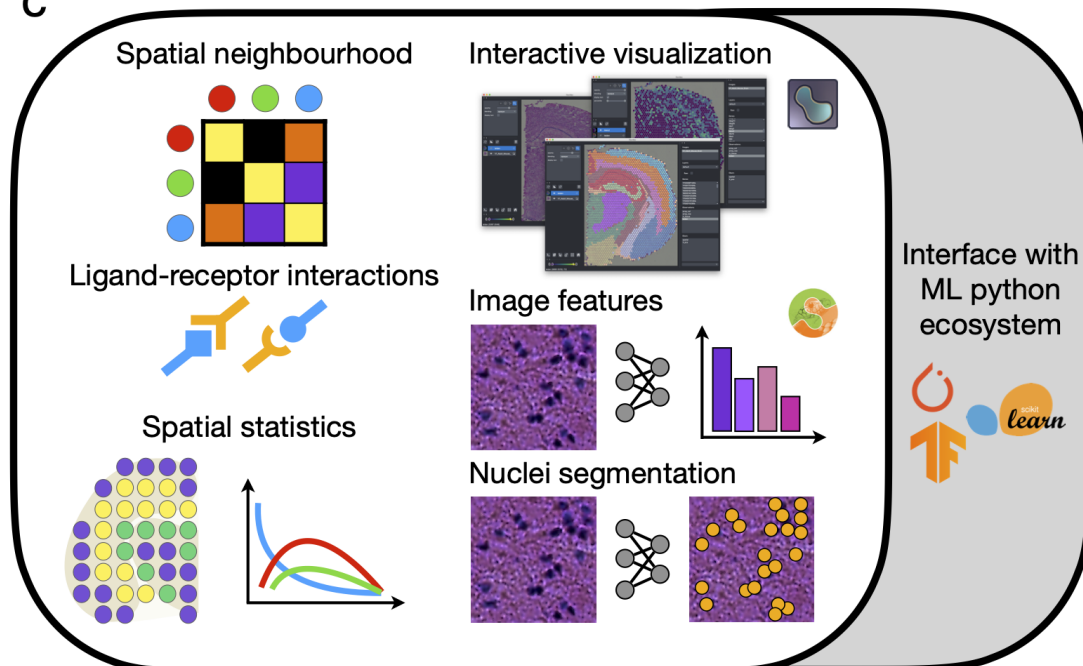 C
Spatial neighbourhood
Interactive visualization
Ligand-receptor interactions
Image features
Spatial statistics
Nuclei segmentation
Interface with
ML python
ecosystem
scikit
learn